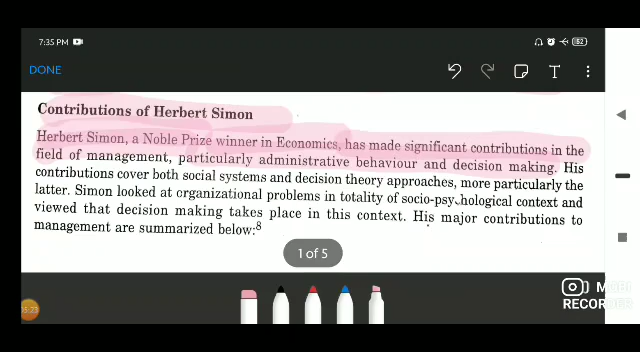 7:35 PM
52
DONE
T
Contributions of Herbert Simon
Herbert Simon, a Noble Prize winner in Economics, has made significant contributions in the
field of management, particularly administrative behaviour and decision making. His
contributions cover both social systems and decision theory approaches, more particularly the
latter. Simon looked at organizational problems in totality of socio-psychological context and
viewed that decision making takes place in this context. His major contributions to
management are summarized below:8
1 of 5
RECORDER